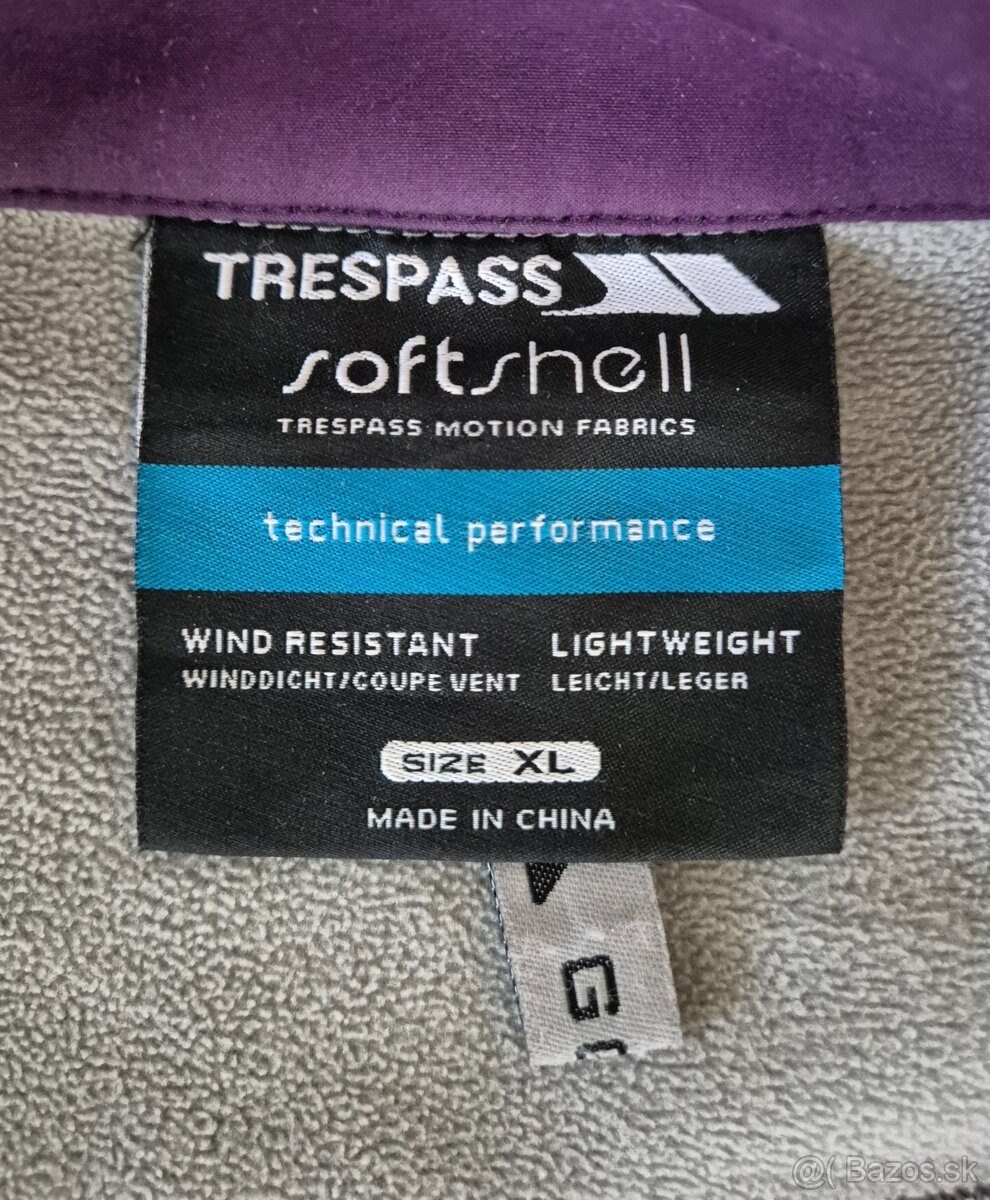 TRESPASS
softshell
TRESPASS MOTION FABRICS
technical performance
WIND RESISTANT LIGHTWEIGHT
WINDDICHT/COUPE VENT LEICHT/LEGER
SIZE XL
MADE IN CHINA
G
@( Bazos.sk